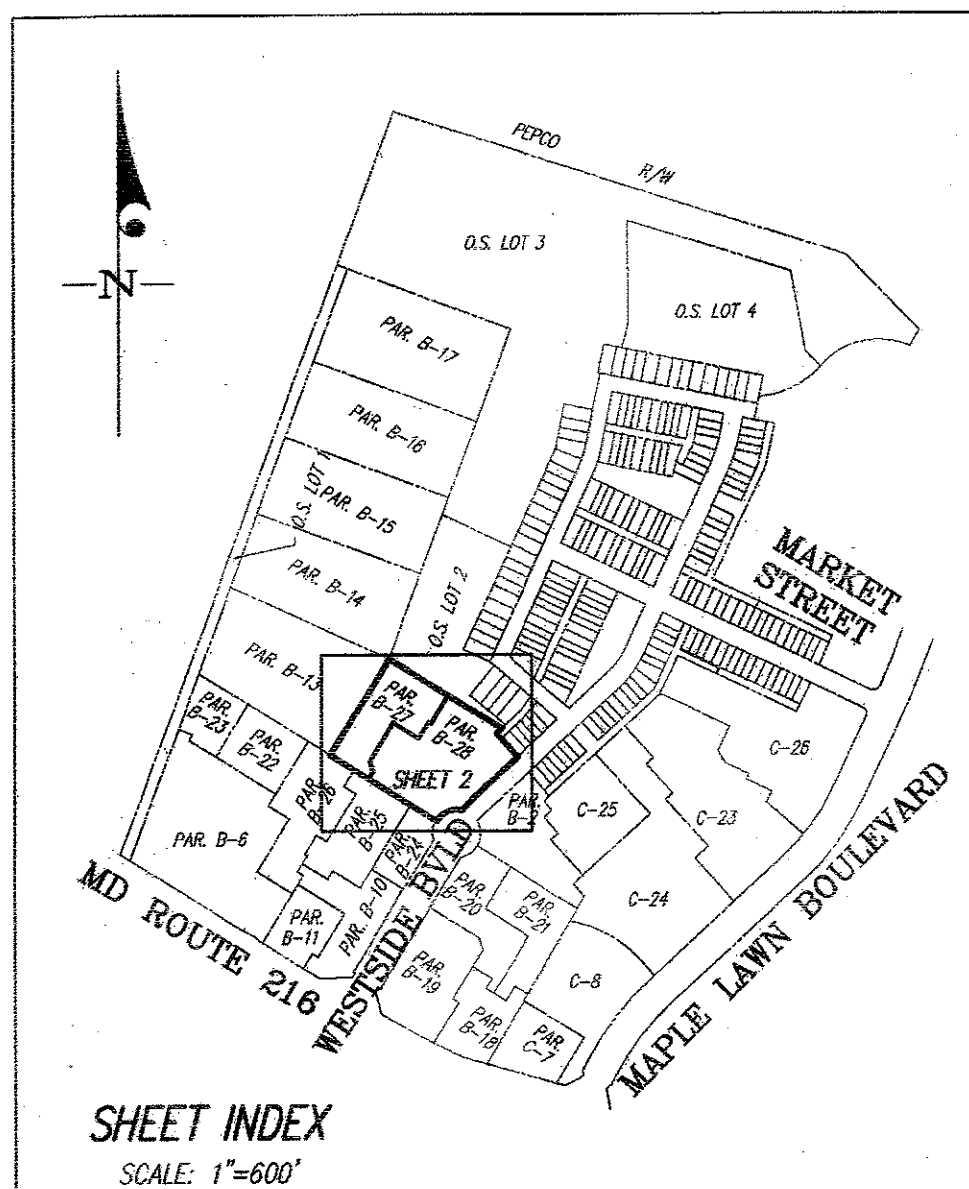 PEPCO
R/W
O.S. LOT 3
N
O.S. LOT 4
PAR. B-17
PAR. B-16
O.S. LOT 1
PAR. B-15
PAR. B-14
O.S. LOT 2
MARKET
STREET
PAR. B-13
PAR.
B-27
PAR.
B-28
SHEET 2
PAR.
B-23
PAR.
B-22
PAR.
B-26
PAR.
B-25
PAR.
B-24
PAR.
C-26
C-25
C-23
PAR. B-6
PAR. B-10
PAR.
B-11
PAR.
B-20
PAR.
B-21
C-24
MD ROUTE 216
WESTSIDE BVLD
PAR.
B-19
C-8
PAR.
B-18
PAR.
C-7
MAPLE LAWN BOULEVARD
SHEET INDEX
SCALE: 1"=600'